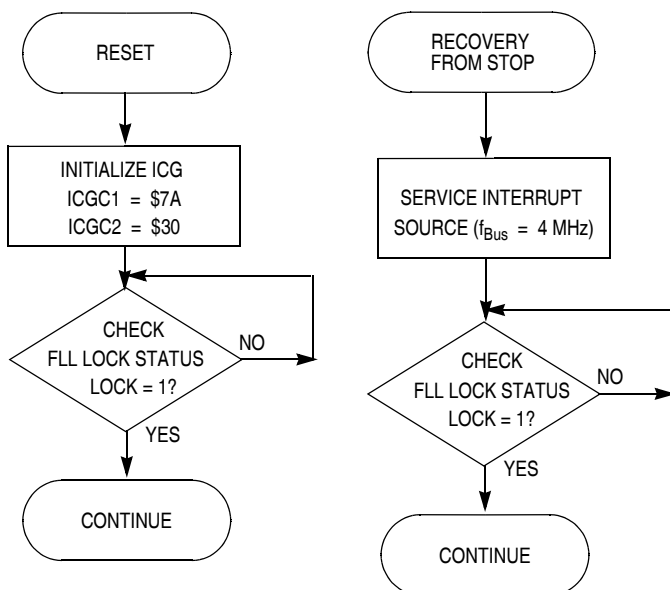 RESET
INITIALIZE ICG
ICGC1 = $7A
ICGC2 = $30
CHECK
FLL LOCK STATUS
LOCK = 1?
NO
YES
CONTINUE
RECOVERY
FROM STOP
SERVICE INTERRUPT
SOURCE (fBus = 4 MHz)
CHECK
FLL LOCK STATUS
LOCK = 1?
NO
YES
CONTINUE